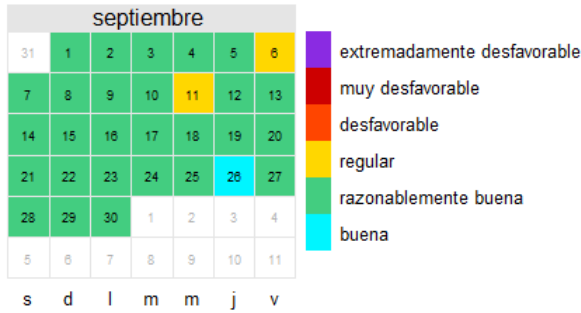 septiembre
31 1 2 3 4 5 6
7 8 9 10 11 12 13
14 15 16 17 18 19 20
21 22 23 24 25 26 27
28 29 30 1 2 3 4
5 6 7 8 9 10 11
s d l m m j v
extremadamente desfavorable
muy desfavorable
desfavorable
regular
razonablemente buena
buena